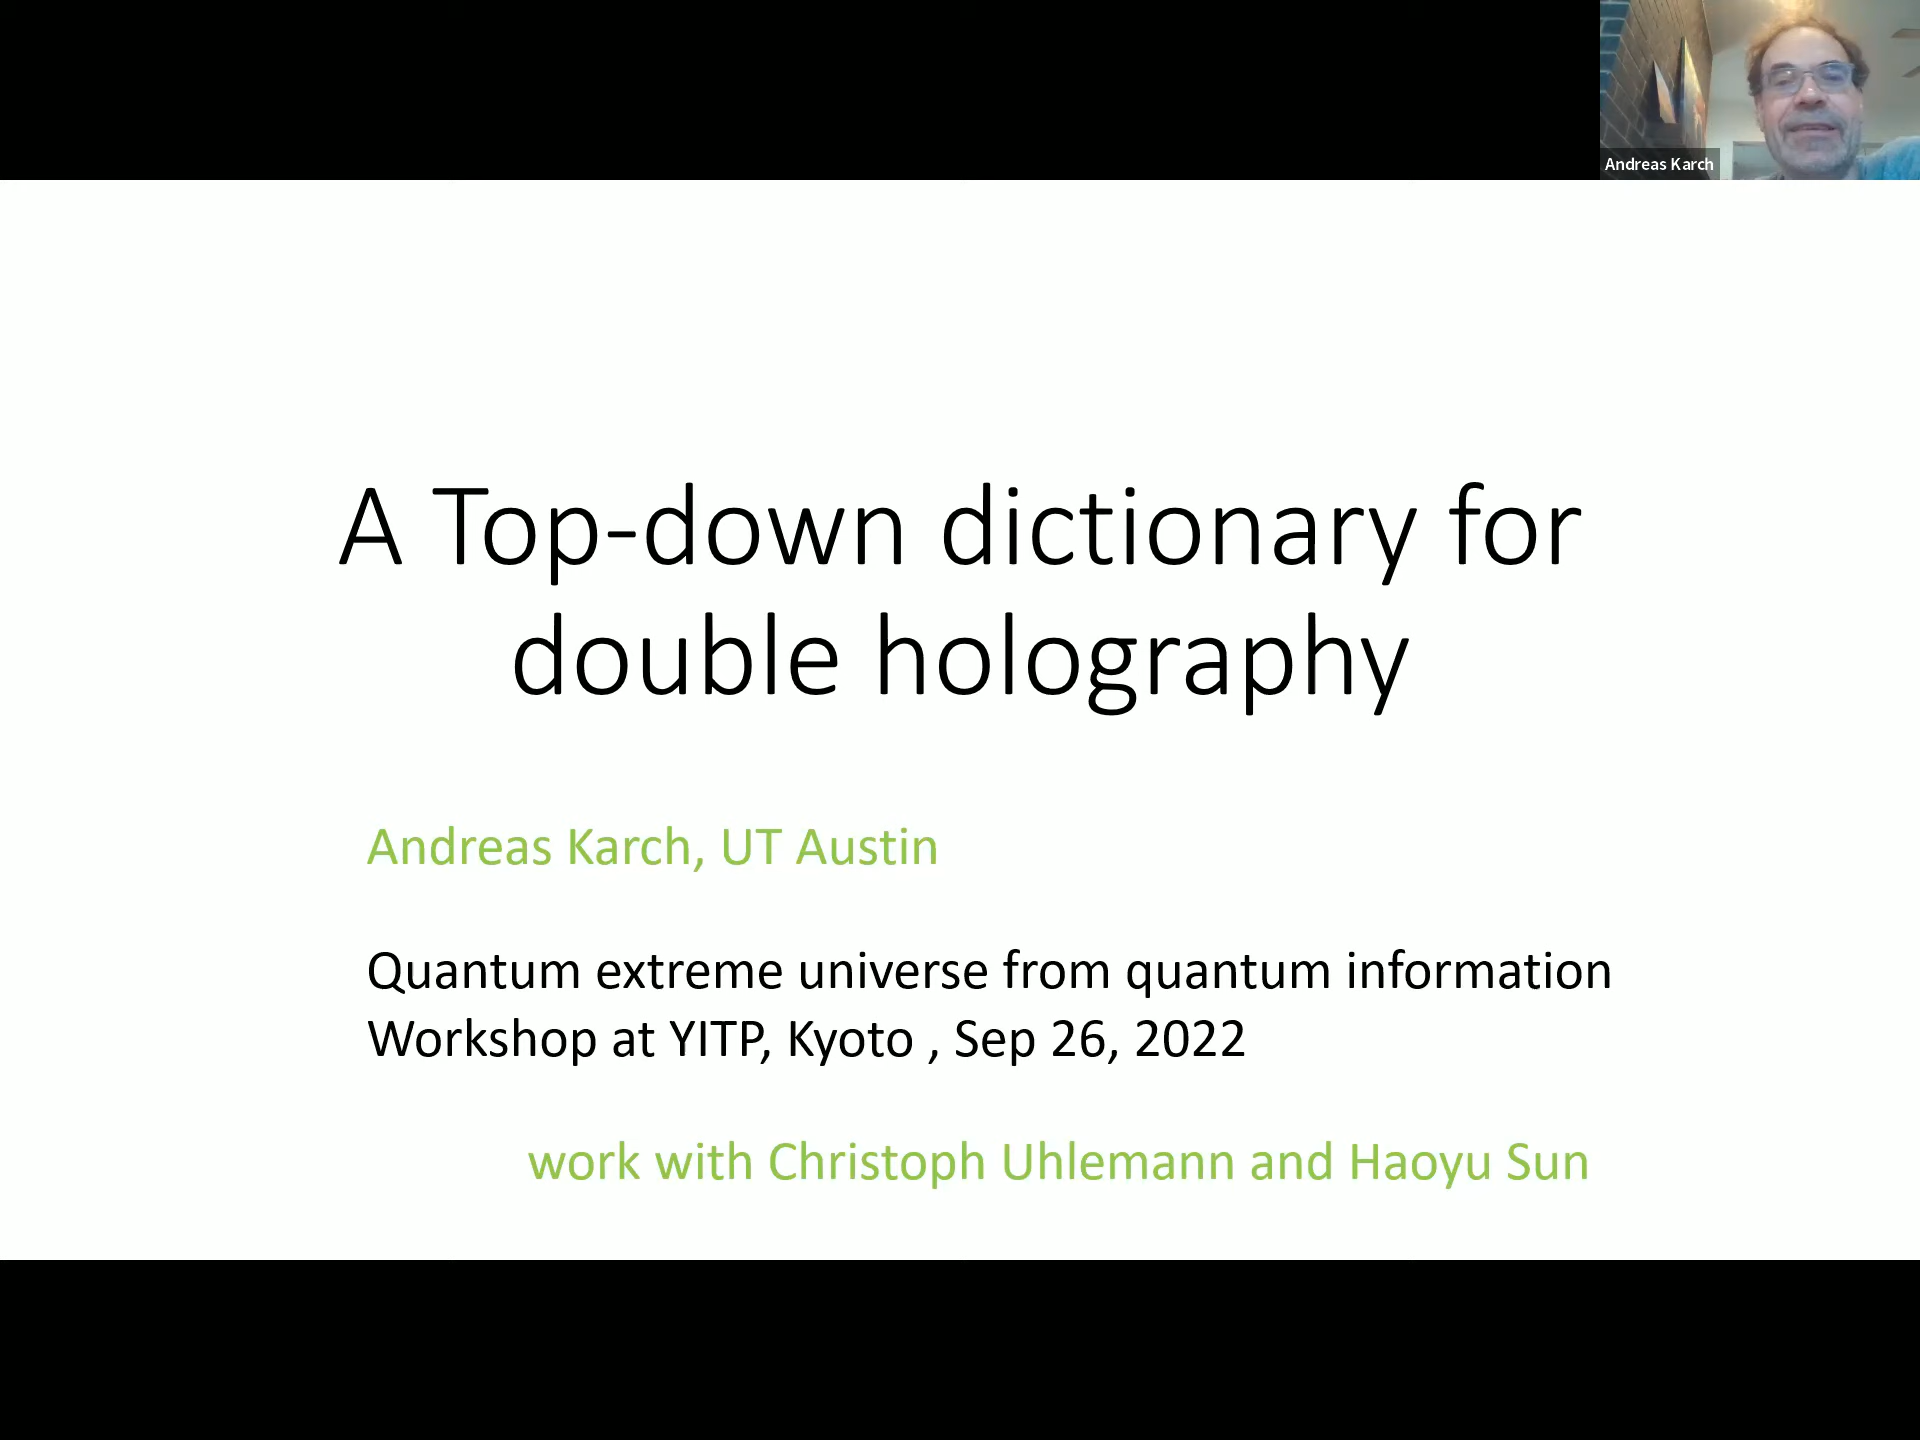 Andreas Karch
A Top-down dictionary for
double holography
Andreas Karch, UT Austin
Quantum extreme universe from quantum information
Workshop at YITP, Kyoto , Sep 26, 2022
work with Christoph Uhlemann and Haoyu Sun